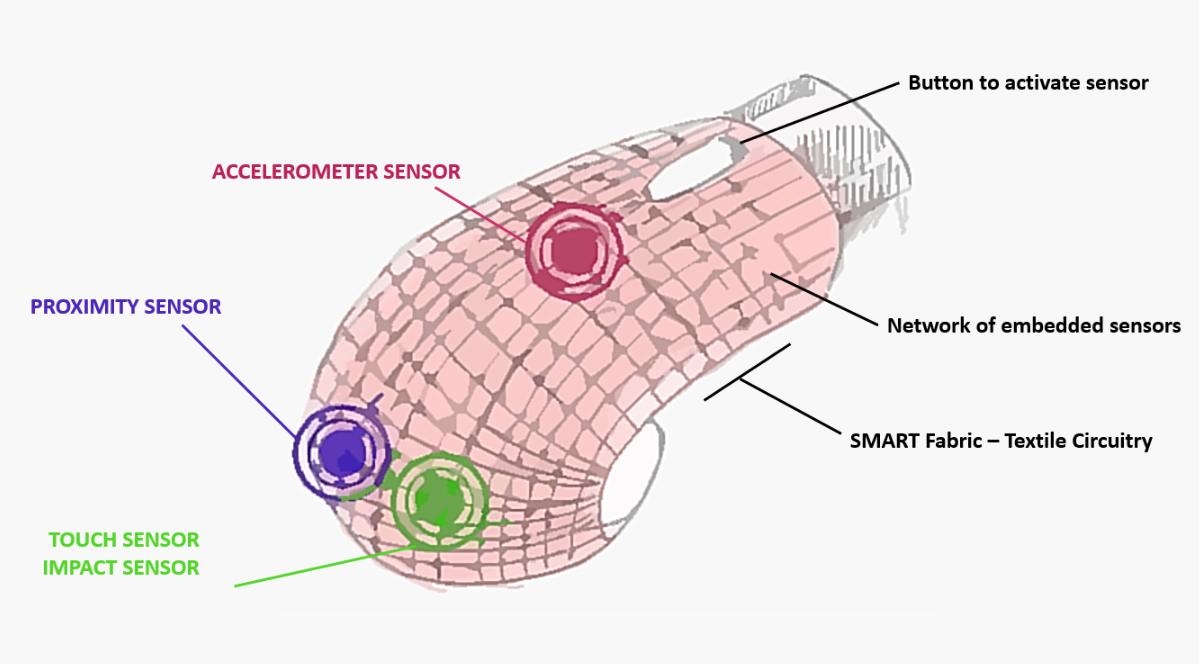 Button to activate sensor
ACCELEROMETER SENSOR
PROXIMITY SENSOR
Network of embedded sensors
SMART Fabric – Textile Circuitry
TOUCH SENSOR
IMPACT SENSOR